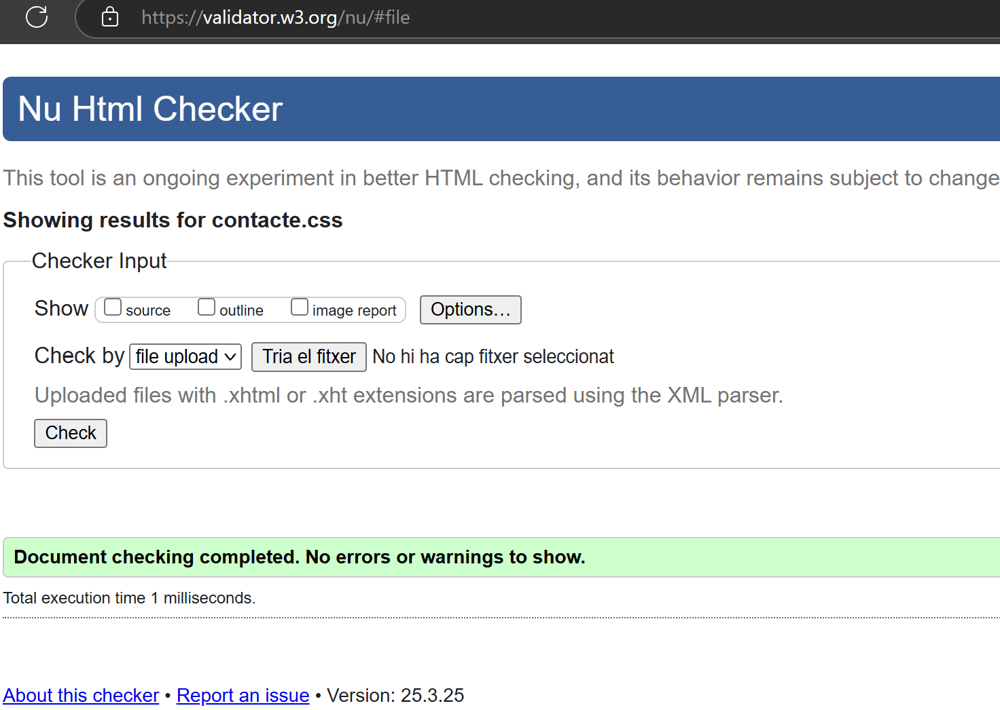 https://validator.w3.org/nu/#file
Nu Html Checker
This tool is an ongoing experiment in better HTML checking, and its behavior remains subject to change
Showing results for contacte.css
Checker Input
Show source outline image report Options…
Check by file upload Tria el fitxer No hi ha cap fitxer seleccionat
Uploaded files with .xhtml or .xht extensions are parsed using the XML parser.
Check
Document checking completed. No errors or warnings to show.
Total execution time 1 milliseconds.
About this checker • Report an issue • Version: 25.3.25